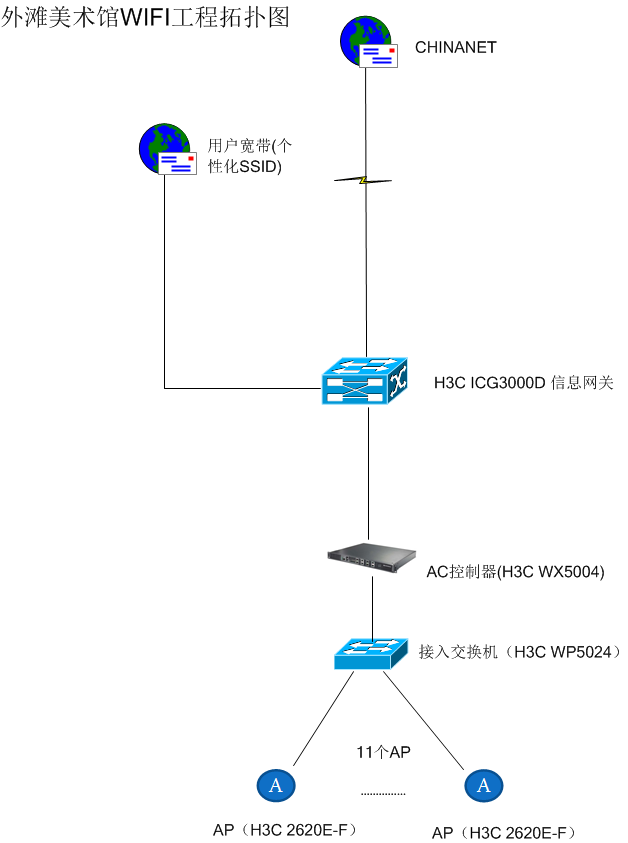 外滩美术馆WIFI工程拓扑图
CHINANET
用户宽带(个
性化SSID)
H3C ICG3000D 信息网关
AC控制器(H3C WX5004)
接入交换机（H3C WP5024）
11个AP
...............
A
A
AP（H3C 2620E-F）
AP（H3C 2620E-F）